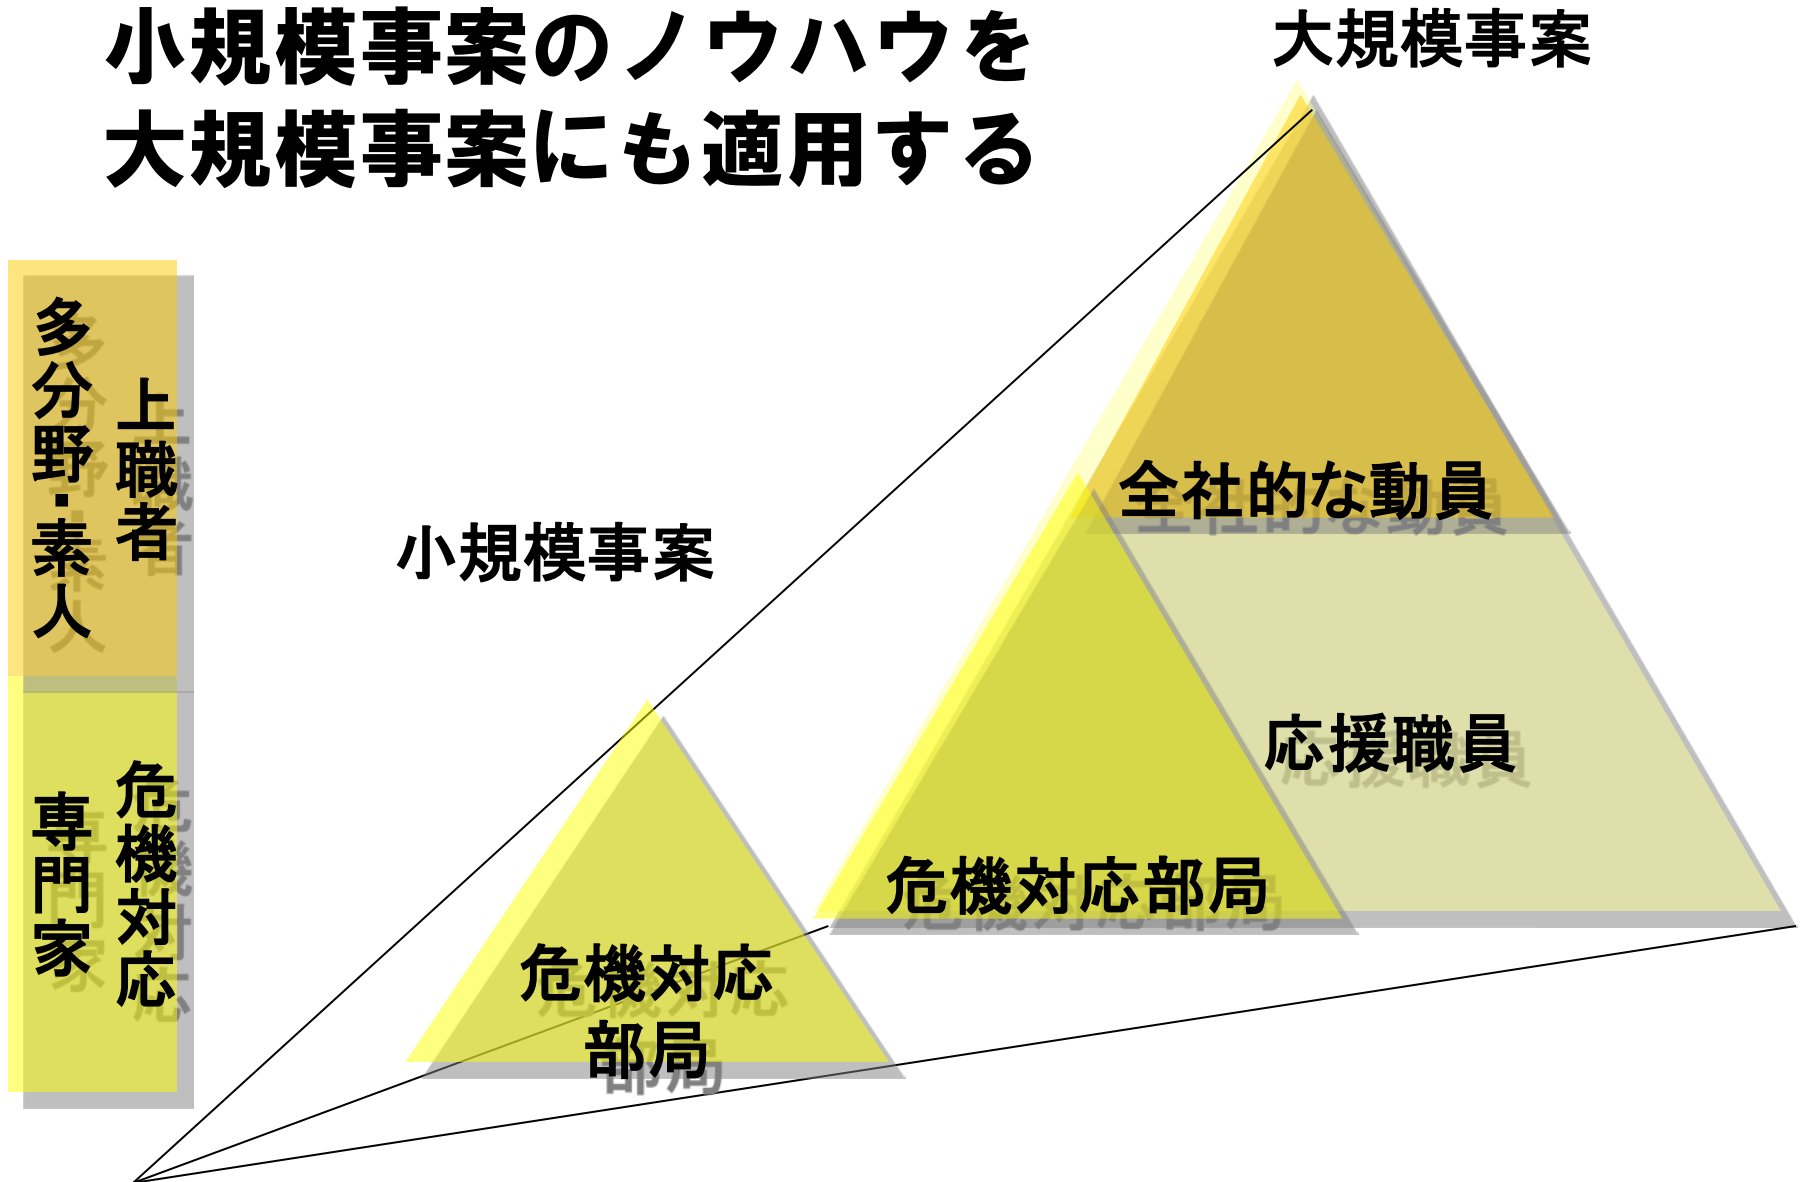 小規模事案のノウハウを
大規模事案にも適用する
大規模事案
小規模事案
上職者
多分野・素人
危機対応
専門家
全社的な動員
応援職員
危機対応部局
危機対応
部局